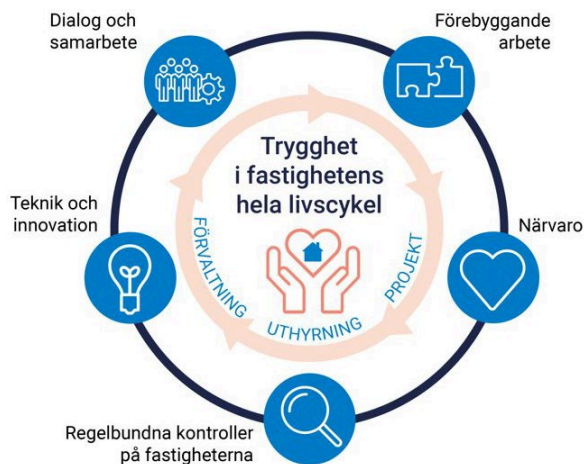 Dialog och
samarbete
Förebyggande
arbete
Trygghet
i fastighetens
hela livscykel
Teknik och
innovation
Närvaro
FÖRVALTNING
UTHYRNING
PROJEKT
Regelbundna kontroller
på fastigheterna